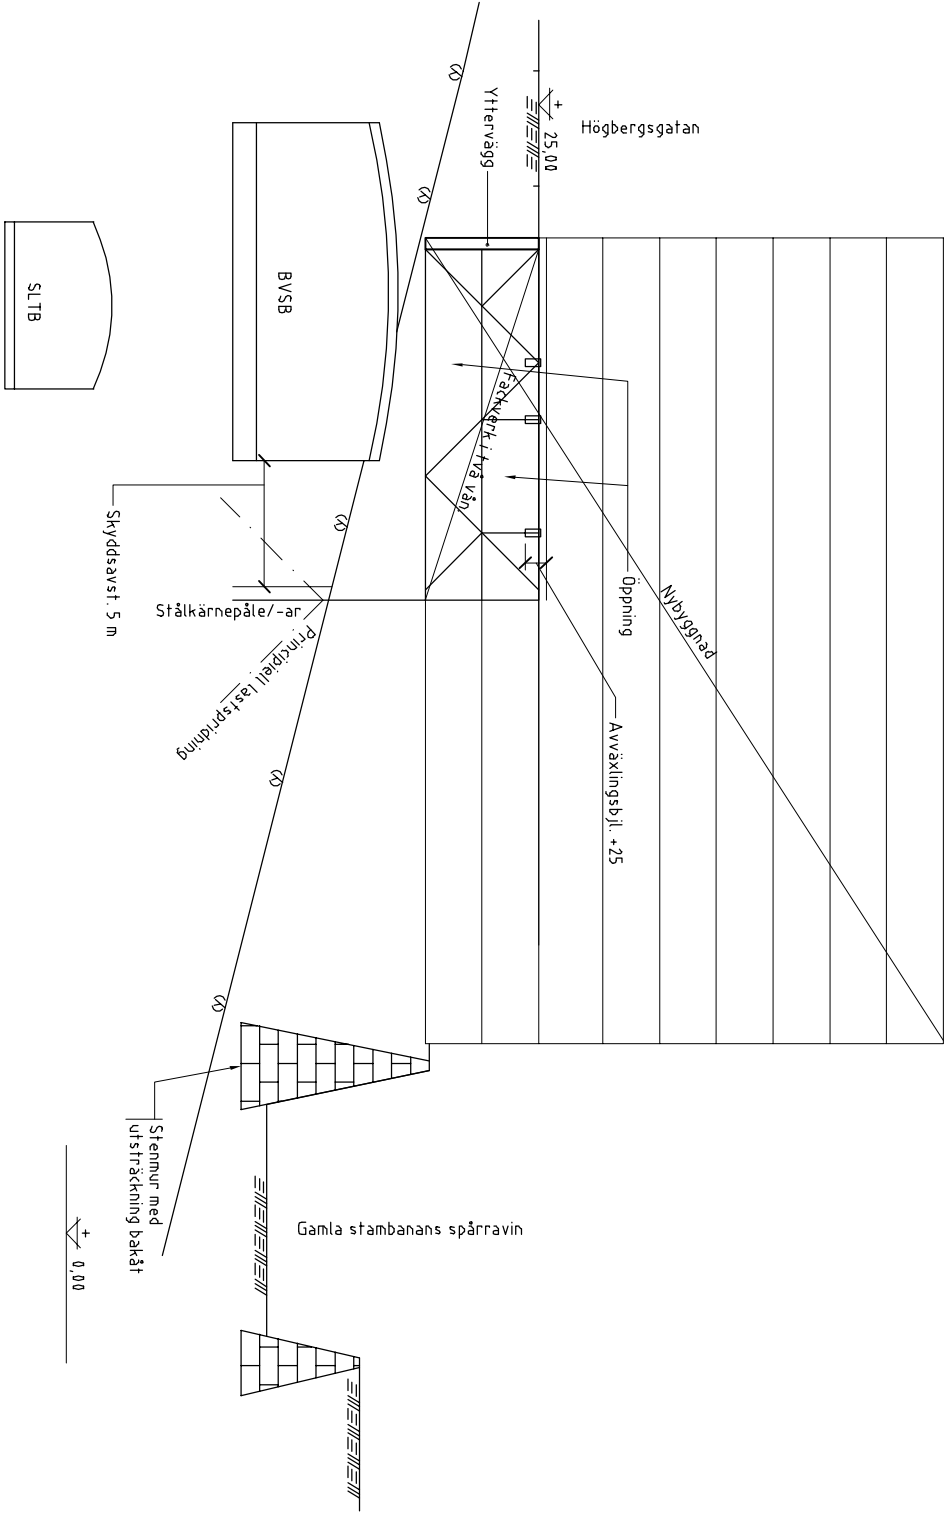 Högbergsgatan
+ 25,00
Yttervägg
BVSB
SLTB
Fackverk i två vån.
Öppning
Nybyggnad
Avväxlingsbjl. +25
Skyddsavst. 5 m
Stålkärnepåle/-ar
Principiell lastspridning
Stenmur med
utsträckning bakåt
Gamla stambanans spårravin
+ 0,00